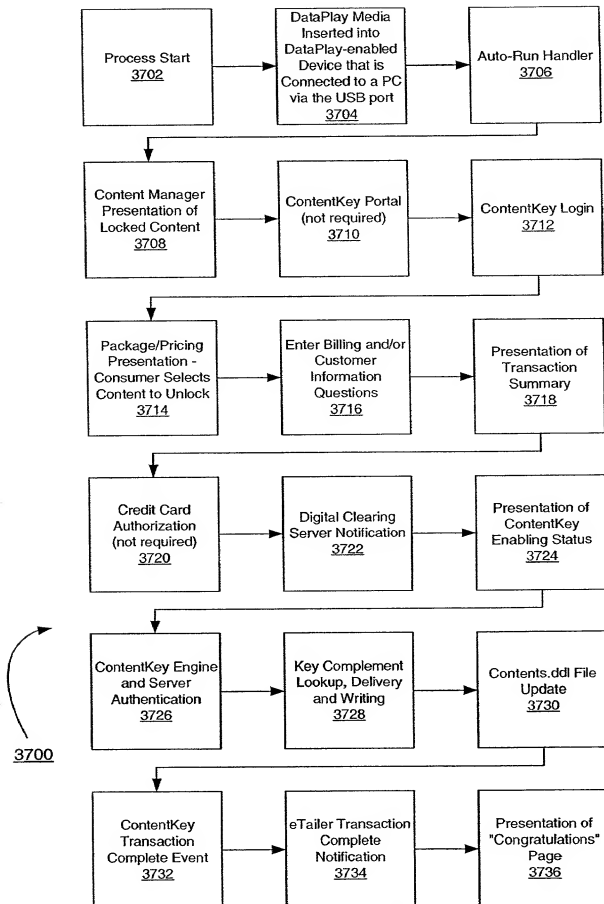 Process Start
3702
DataPlay Media
Inserted into
DataPlay-enabled
Device that is
Connected to a PC
via the USB port
3704
Auto-Run Handler
3706
Content Manager
Presentation of
Locked Content
3708
ContentKey Portal
(not required)
3710
ContentKey Login
3712
Package/Pricing
Presentation -
Consumer Selects
Content to Unlock
3714
Enter Billing and/or
Customer
Information
Questions
3716
Presentation of
Transaction
Summary
3718
Credit Card
Authorization
(not required)
3720
Digital Clearing
Server Notification
3722
Presentation of
ContentKey
Enabling Status
3724
ContentKey Engine
and Server
Authentication
3726
Key Complement
Lookup, Delivery
and Writing
3728
Contents.ddl File
Update
3730
3700
ContentKey
Transaction
Complete Event
3732
eTailer Transaction
Complete
Notification
3734
Presentation of
"Congratulations"
Page
3736